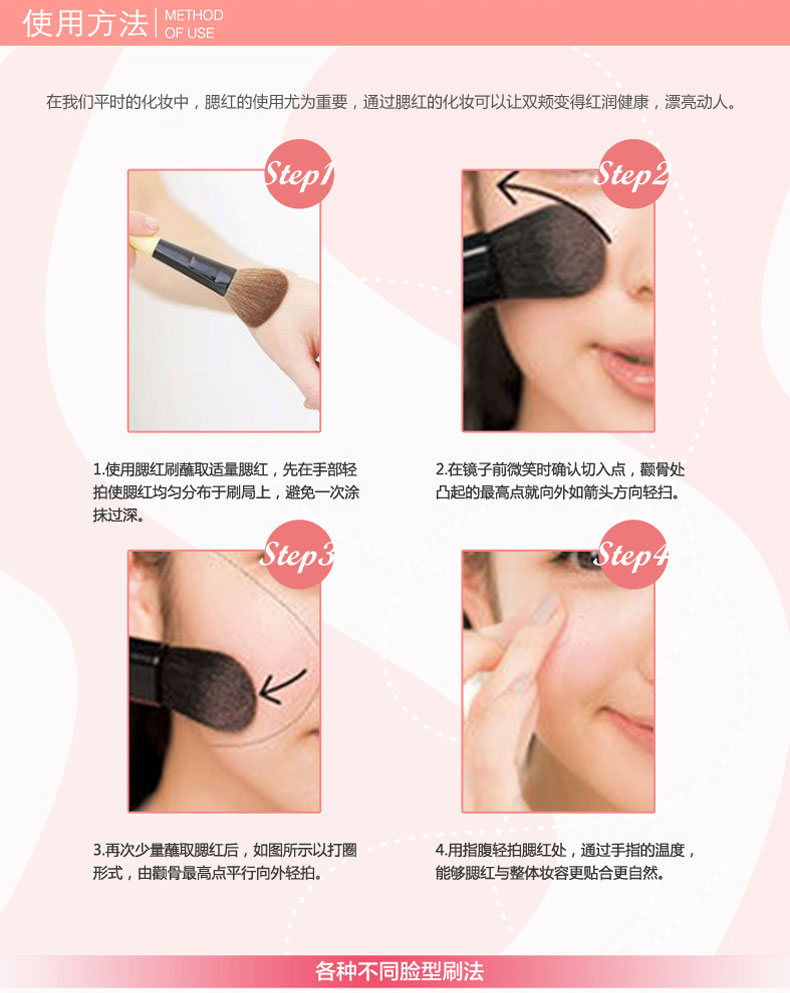 使用方法
METHOD
OF USE
在我们平时的化妆中，腮红的使用尤为重要，通过腮红的化妆可以让双颊变得红润健康，漂亮动人。
Step1
Step2
1.使用腮红刷蘸取适量腮红，先在手部轻
拍使腮红均匀分布于刷局上，避免一次涂
抹过深。
2.在镜子前微笑时确认切入点，颧骨处
凸起的最高点就向外如箭头方向轻扫。
Step3
Step4
3.再次少量蘸取腮红后，如图所示以打圈
形式，由颧骨最高点平行向外轻拍。
4.用指腹轻拍腮红处，通过手指的温度，
能够腮红与整体妆容更贴合更自然。
各种不同脸型刷法